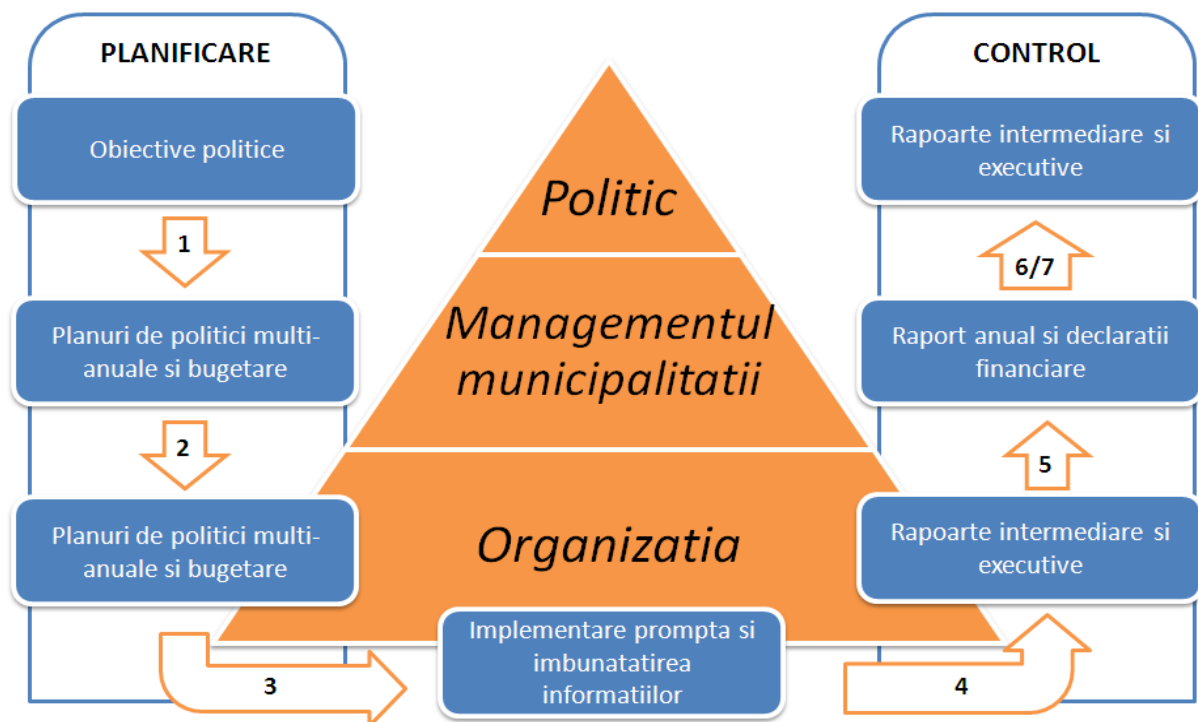 PLANIFICARE
Obiective politice
1
Planuri de politici multi-
anuale si bugetare
2
Planuri de politici multi-
anuale si bugetare
3
Politic
Managementul
municipalitatii
Organizatia
Implementare prompta si
imbunatatirea
informatiilor
4
CONTROL
Rapoarte intermediare si
executive
6/7
Raport anual si declaratii
financiare
5
Rapoarte intermediare si
executive